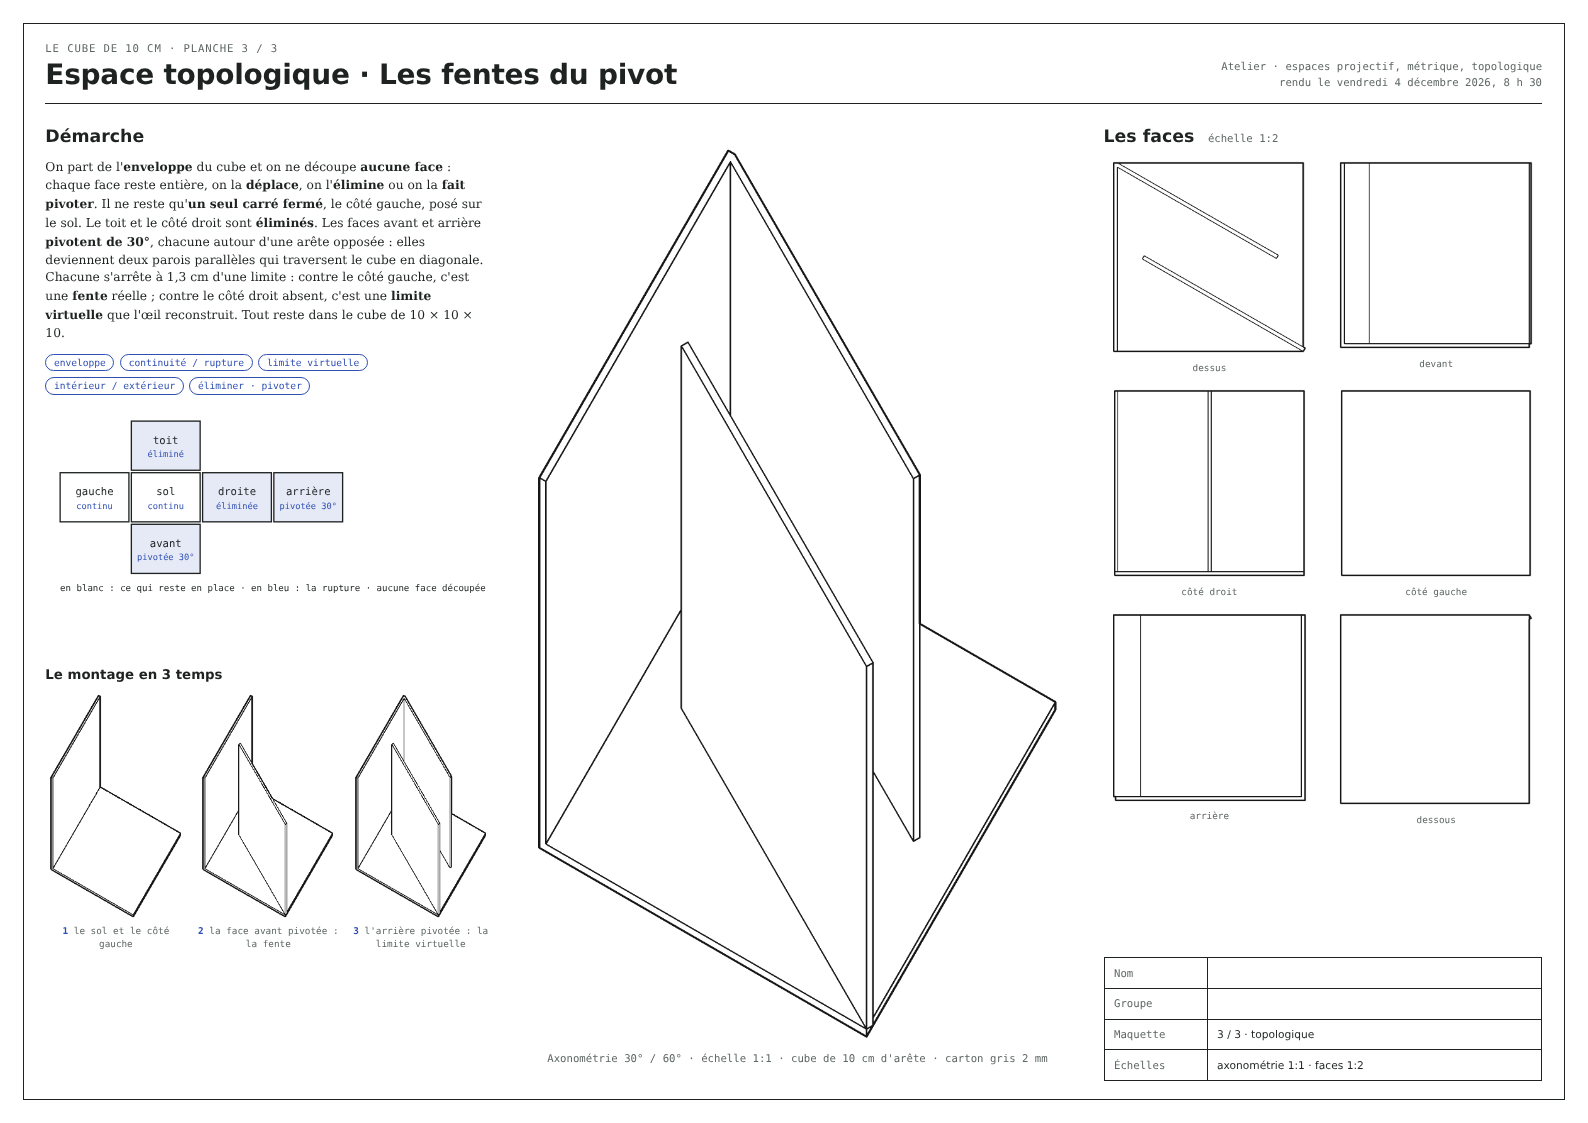 LE CUBE DE 10 CM · PLANCHE 3 / 3
Espace topologique · Les fentes du pivot
Atelier · espaces projectif, métrique, topologique
rendu le vendredi 4 décembre 2026, 8 h 30
Démarche
On part de l'enveloppe du cube et on ne découpe aucune face :
chaque face reste entière, on la déplace, on l'élimine ou on la fait
pivoter. Il ne reste qu'un seul carré fermé, le côté gauche, posé sur
le sol. Le toit et le côté droit sont éliminés. Les faces avant et arrière
pivotent de 30°, chacune autour d'une arête opposée : elles
deviennent deux parois parallèles qui traversent le cube en diagonale.
Chacune s'arrête à 1,3 cm d'une limite : contre le côté gauche, c'est
une fente réelle ; contre le côté droit absent, c'est une limite
virtuelle que l'œil reconstruit. Tout reste dans le cube de 10 × 10 ×
10.
enveloppe
continuité / rupture
limite virtuelle
intérieur / extérieur
éliminer · pivoter
toit
éliminé
gauche
continu
sol
continu
droite
éliminée
arrière
pivotée 30°
avant
pivotée 30°
en blanc : ce qui reste en place · en bleu : la rupture · aucune face découpée
Le montage en 3 temps
1 le sol et le côté
gauche
2 la face avant pivotée :
la fente
3 l'arrière pivotée : la
limite virtuelle
Axonométrie 30° / 60° · échelle 1:1 · cube de 10 cm d'arête · carton gris 2 mm
Les faces échelle 1:2
dessus
devant
côté droit
côté gauche
arrière
dessous
Nom
Groupe
Maquette
3 / 3 · topologique
Échelles
axonométrie 1:1 · faces 1:2